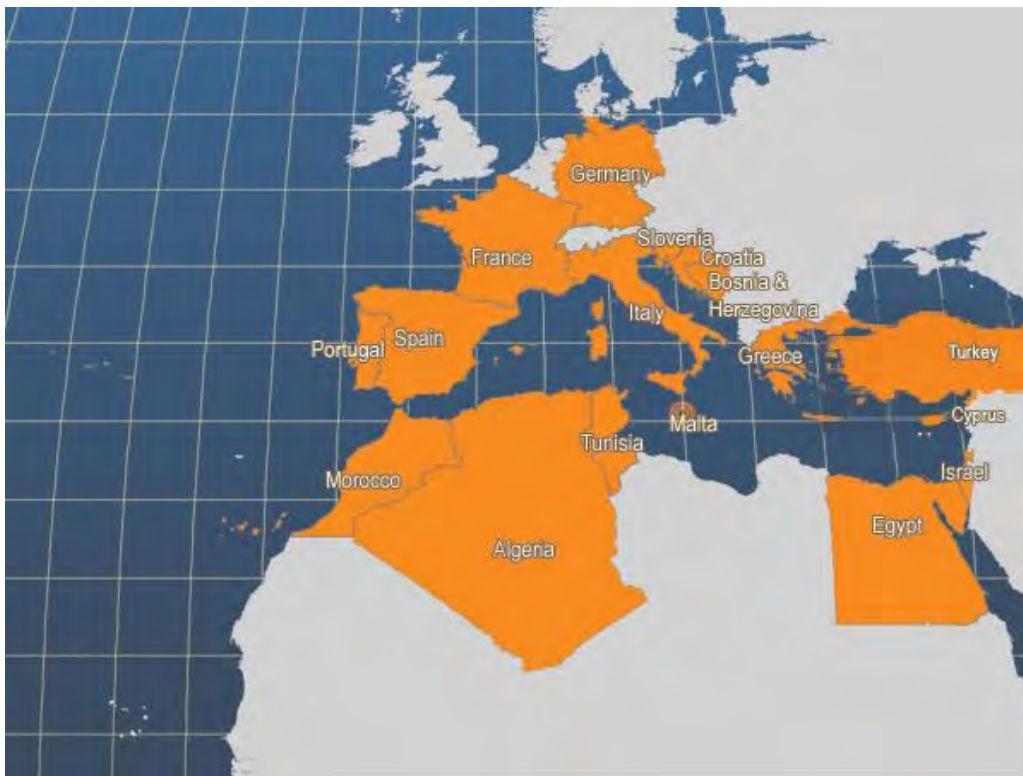 Germany
Slovenia
Croatia
France
Bosnia &
Herzegovina
Italy
Portugal
Spain
Greece
Turkey
Cyprus
Malta
Tunisia
Israel
Morocco
Egypt
Algeria